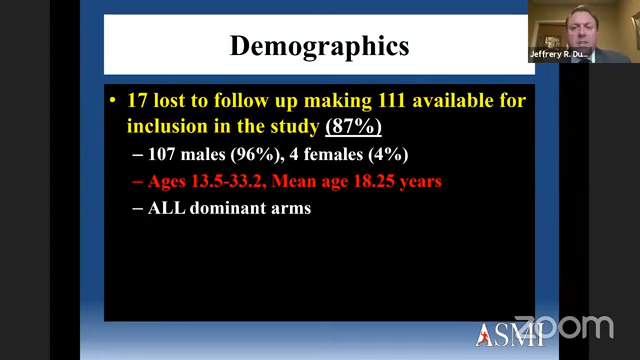 Jeffrery R. Du...
Demographics
• 17 lost to follow up making 111 available for
inclusion in the study (87%)
– 107 males (96%), 4 females (4%)
– Ages 13.5-33.2, Mean age 18.25 years
– ALL dominant arms
ASMI
zoom